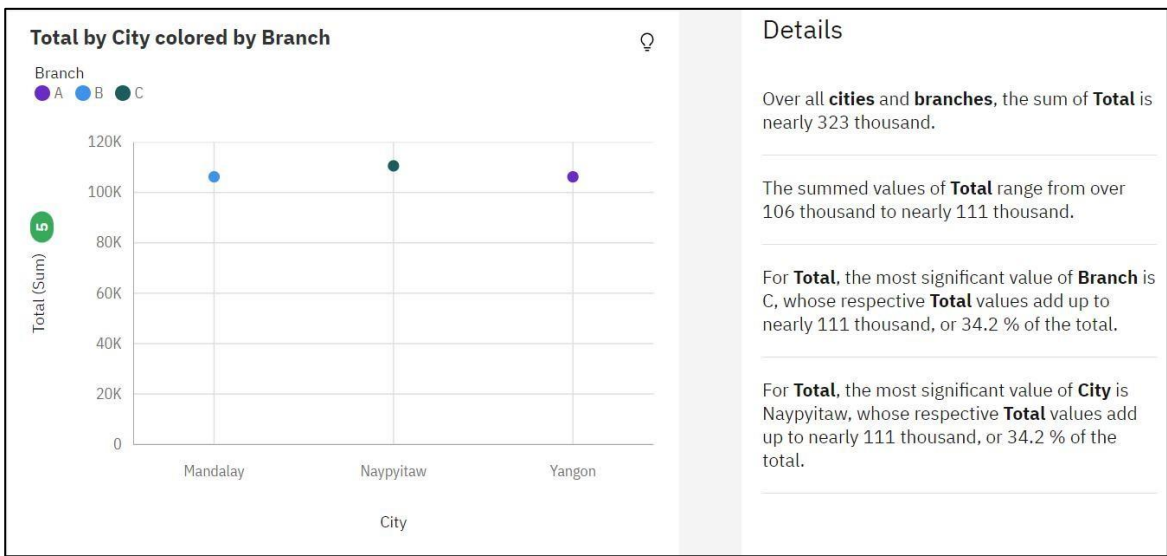 Total by City colored by Branch
Branch
A B C
120K
100K
80K
60K
40K
20K
0
Total (Sum) 5
Mandalay Naypyitaw Yangon
City
Details
Over all cities and branches, the sum of Total is
nearly 323 thousand.
The summed values of Total range from over
106 thousand to nearly 111 thousand.
For Total, the most significant value of Branch is
C, whose respective Total values add up to
nearly 111 thousand, or 34.2 % of the total.
For Total, the most significant value of City is
Naypyitaw, whose respective Total values add
up to nearly 111 thousand, or 34.2 % of the
total.